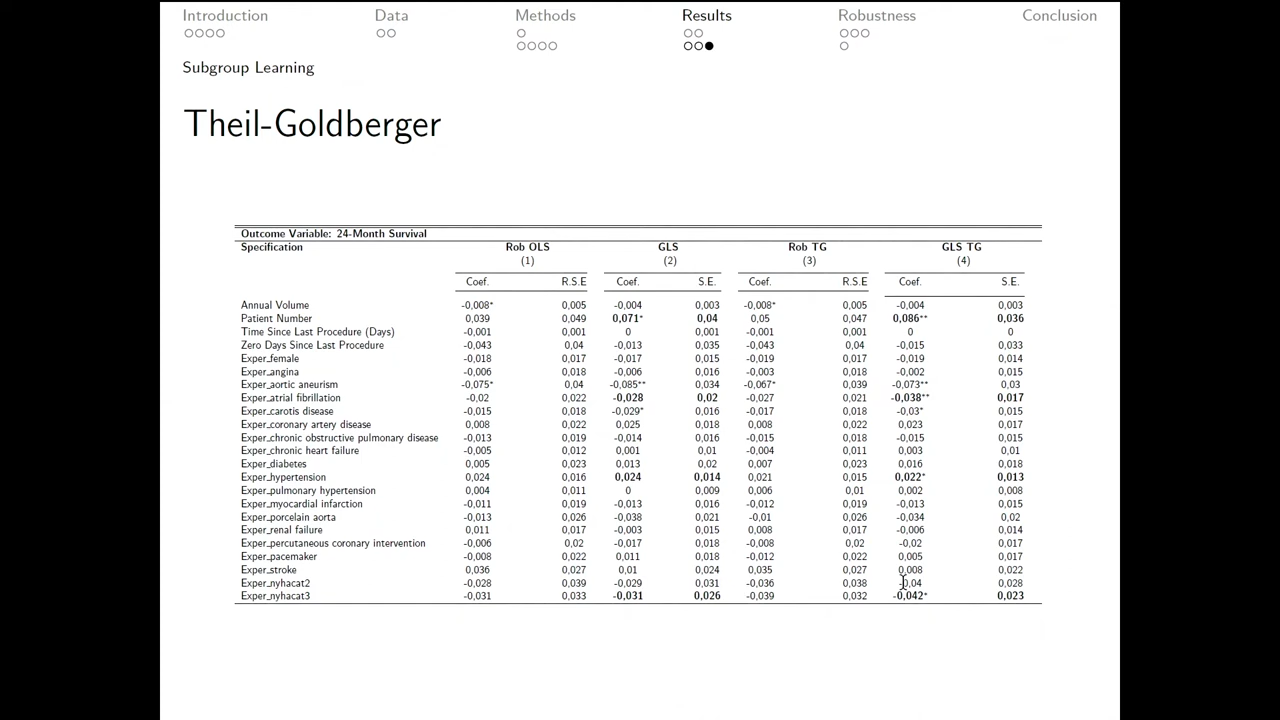 Introduction Data Methods Results Robustness Conclusion
Subgroup Learning
Theil-Goldberger
Outcome Variable: 24-Month Survival
Specification Rob OLS GLS Rob TG GLS TG
(1) (2) (3) (4)
Coef. R.S.E Coef. S.E. Coef. R.S.E Coef. S.E.
Annual Volume -0,008* 0,005 -0,004 0,003 -0,008* 0,005 -0,004 0,003
Patient Number 0,039 0,049 0,071* 0,04 0,05 0,047 0,086** 0,036
Time Since Last Procedure (Days) -0,001 0,001 0 0,001 -0,001 0,001 0 0
Zero Days Since Last Procedure -0,043 0,04 -0,013 0,035 -0,043 0,04 -0,015 0,033
Exper_female -0,018 0,017 -0,017 0,015 -0,019 0,017 -0,019 0,014
Exper_angina -0,006 0,018 -0,006 0,016 -0,003 0,018 -0,002 0,015
Exper_aortic aneurism -0,075* 0,04 -0,085** 0,034 -0,067* 0,039 -0,073** 0,03
Exper_atrial fibrillation -0,02 0,022 -0,028 0,02 -0,027 0,021 -0,038** 0,017
Exper_carotis disease -0,015 0,018 -0,029* 0,016 -0,017 0,018 -0,03* 0,015
Exper_coronary artery disease 0,008 0,022 0,025 0,018 0,008 0,022 0,023 0,017
Exper_chronic obstructive pulmonary disease -0,013 0,019 -0,014 0,016 -0,015 0,018 -0,015 0,015
Exper_chronic heart failure -0,005 0,012 0,001 0,01 -0,004 0,011 0,003 0,01
Exper_diabetes 0,005 0,023 0,013 0,02 0,007 0,023 0,016 0,018
Exper_hypertension 0,024 0,016 0,024 0,014 0,021 0,015 0,022* 0,013
Exper_pulmonary hypertension 0,004 0,011 0 0,009 0,006 0,01 0,002 0,008
Exper_myocardial infarction -0,011 0,019 -0,013 0,016 -0,012 0,019 -0,013 0,015
Exper_porcelain aorta -0,013 0,026 -0,038 0,021 -0,01 0,026 -0,034 0,02
Exper_renal failure 0,011 0,017 -0,003 0,015 0,008 0,017 -0,006 0,014
Exper_percutaneous coronary intervention -0,006 0,02 -0,017 0,018 -0,008 0,02 -0,02 0,017
Exper_pacemaker -0,008 0,022 0,011 0,018 -0,012 0,022 0,005 0,017
Exper_stroke 0,036 0,027 0,01 0,024 0,035 0,027 0,008 0,022
Exper_nyhacat2 -0,028 0,039 -0,029 0,031 -0,036 0,038 -0,04 0,028
Exper_nyhacat3 -0,031 0,033 -0,031 0,026 -0,039 0,032 -0,042* 0,023